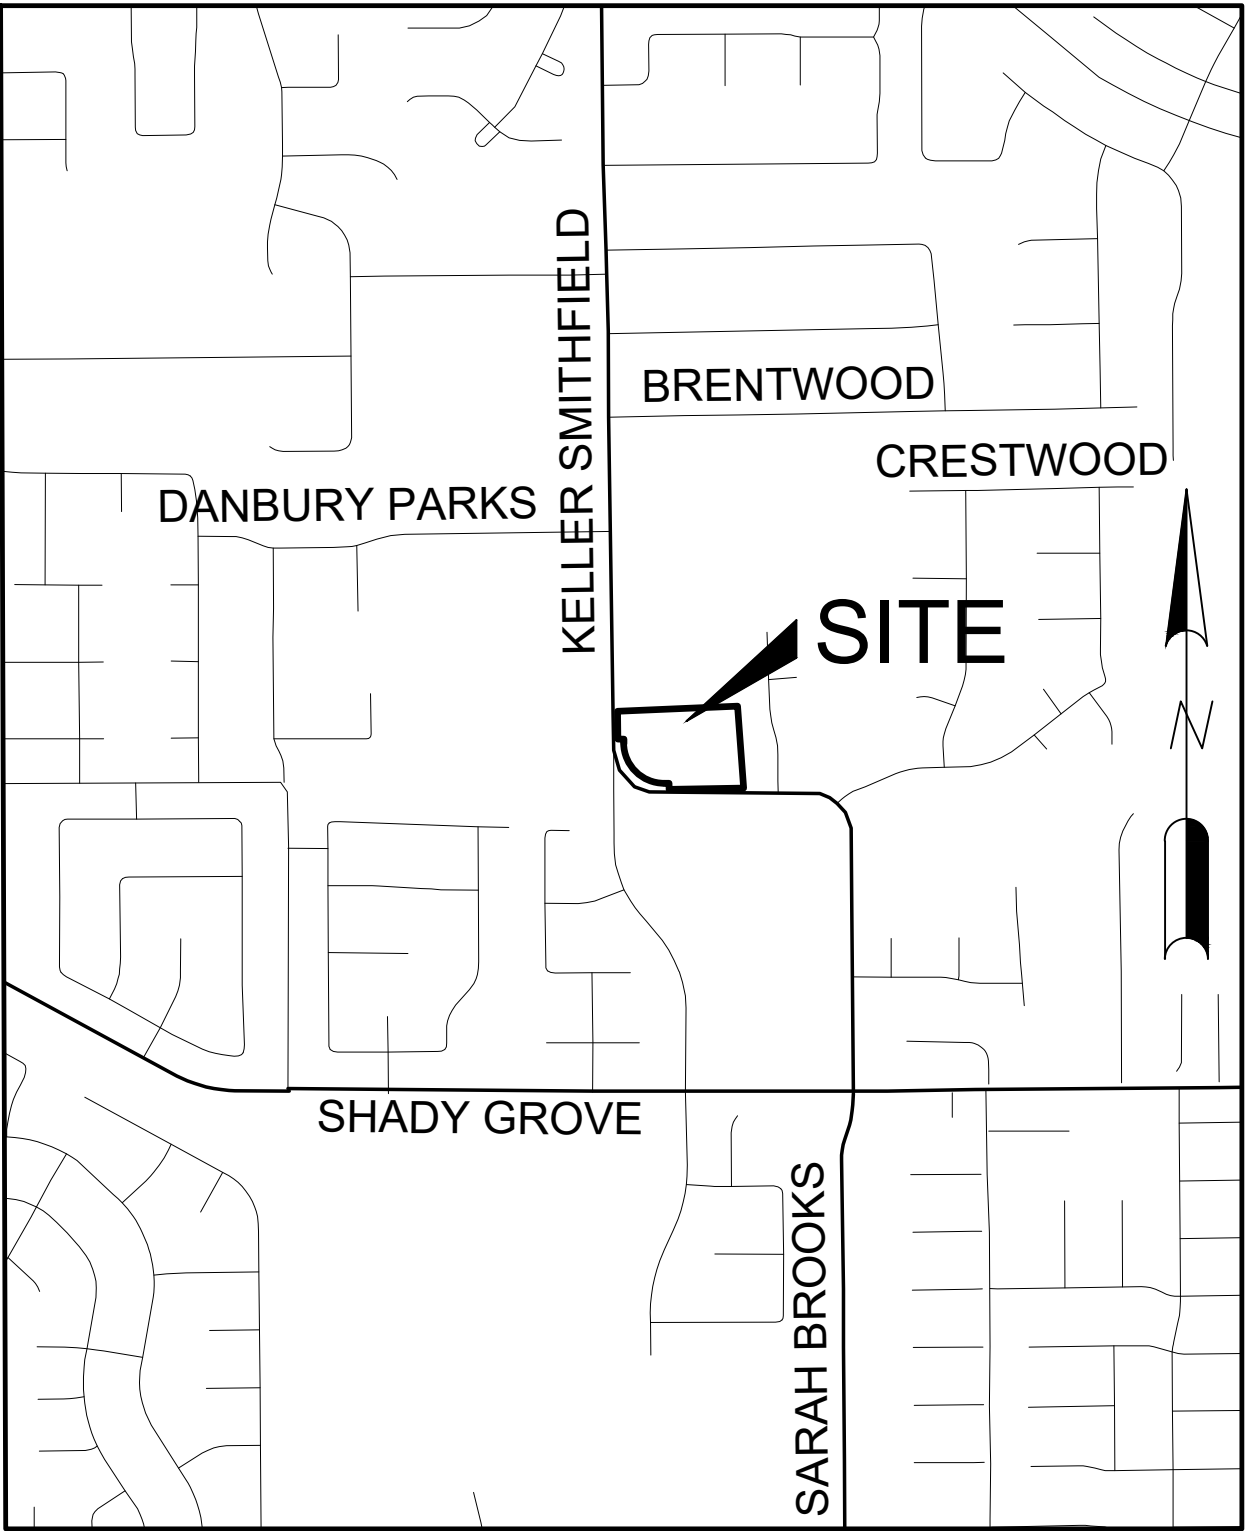 KELLER SMITHFIELD
BRENTWOOD
CRESTWOOD
DANBURY PARKS
SITE
N
SHADY GROVE
SARAH BROOKS